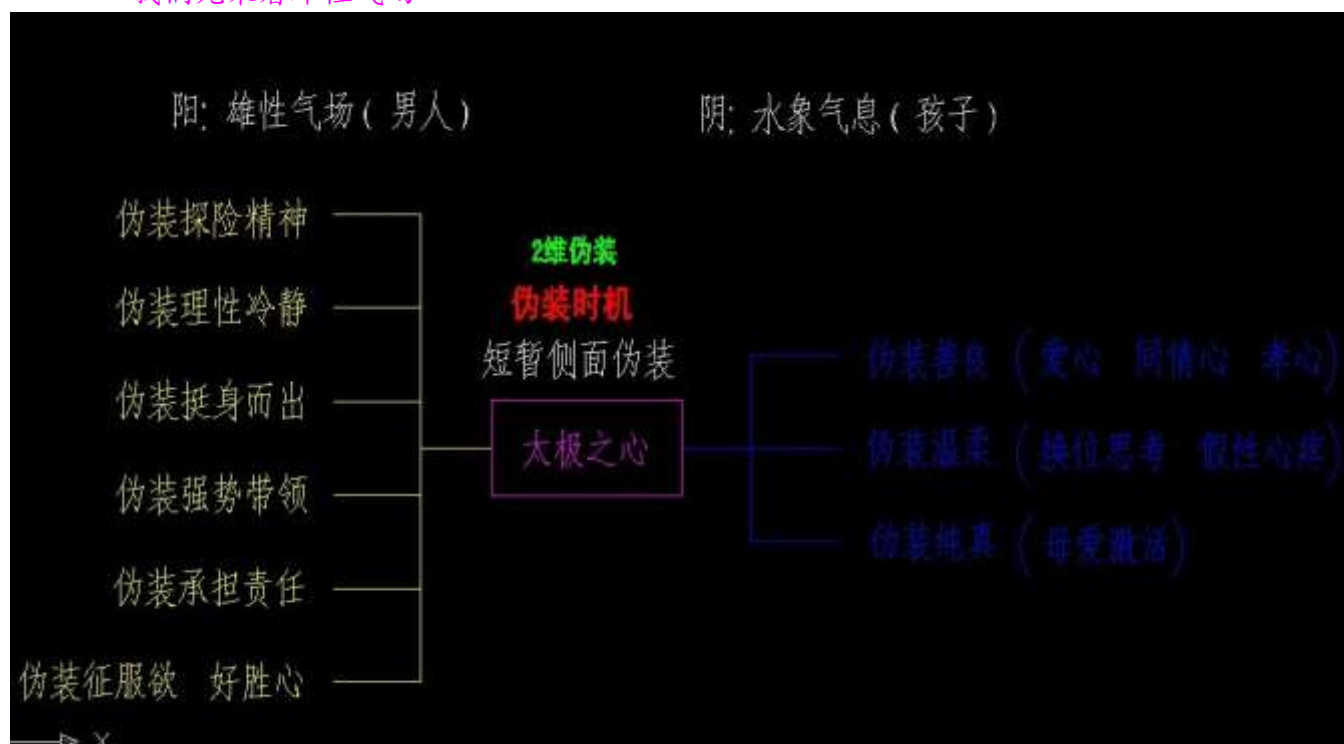 阳: 雄性气场(男人)
阴: 水象气息(孩子)
伪装探险精神
2维伪装
伪装理性冷静
伪装时机
短暂侧面伪装
伪装善良(爱心 同情心 孝心)
伪装挺身而出
太极之心
伪装温柔(换位思考 假性心疼)
伪装强势带领
伪装纯真(母爱激活)
伪装承担责任
伪装征服欲 好胜心
X